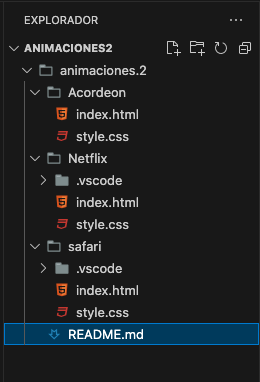 EXPLORADOR
ANIMACIONES2
animaciones.2
Acordeon
index.html
style.css
Netflix
.vscode
index.html
style.css
safari
.vscode
index.html
style.css
README.md